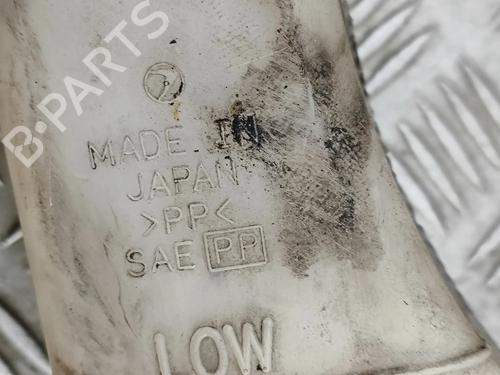 B-PARTS
MADE IN
JAPAN
>PP<
SAE PP
LOW